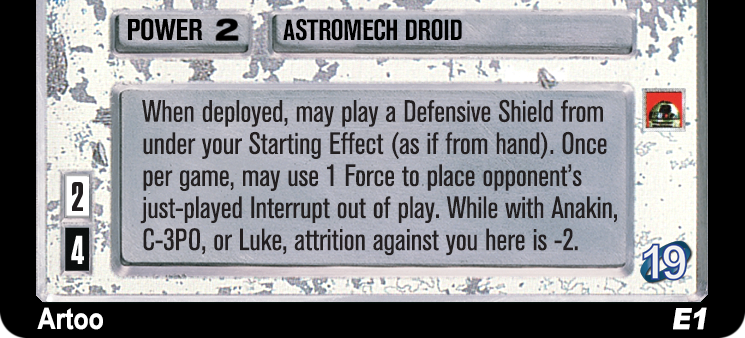 POWER 2 ASTROMECH DROID
When deployed, may play a Defensive Shield from
under your Starting Effect (as if from hand). Once
per game, may use 1 Force to place opponent's
just-played Interrupt out of play. While with Anakin,
C-3PO, or Luke, attrition against you here is -2.
2
4
19
Artoo E1